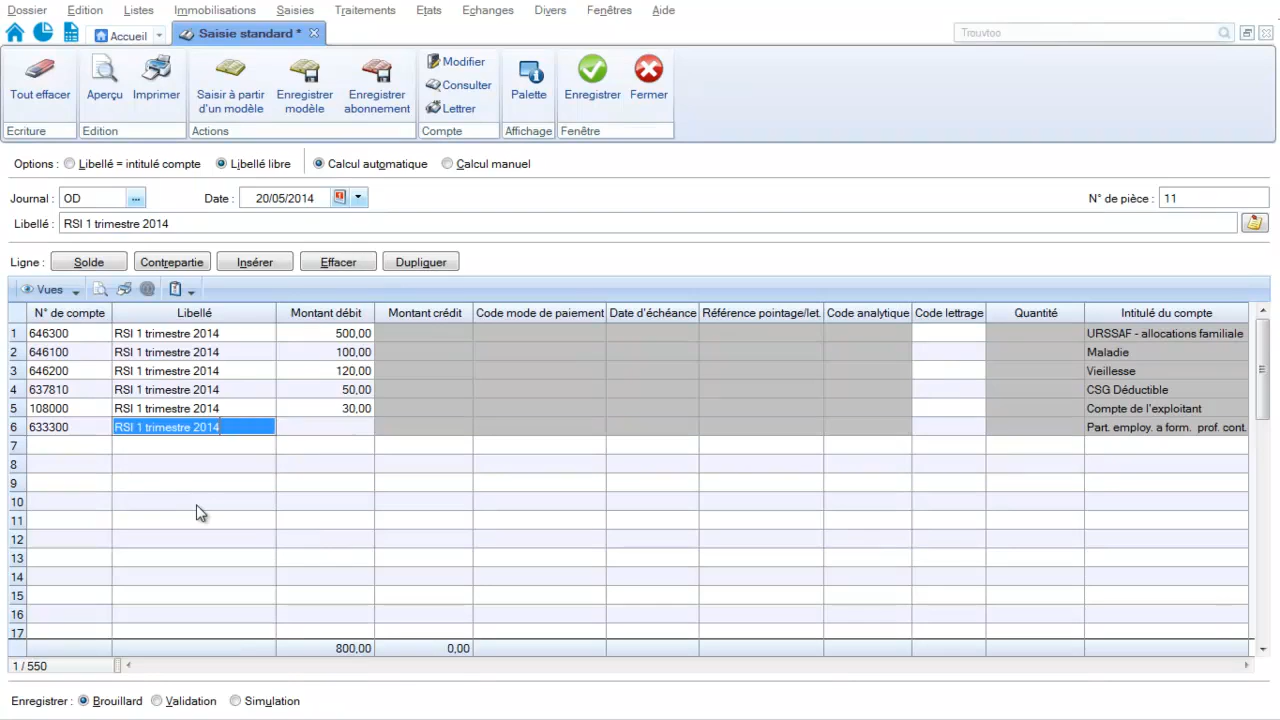 Dossier Edition Listes Immobilisations Saisies Traitements Etats Echanges Divers Fenêtres Aide
Accueil Saisie standard * Trouvtoo
Tout effacer Aperçu Imprimer Saisir à partir d'un modèle Enregistrer modèle Enregistrer abonnement Modifier Consulter Lettrer Palette Enregistrer Fermer
Ecriture Edition Actions Compte Affichage Fenêtre
Options : Libellé = intitulé compte Libellé libre Calcul automatique Calcul manuel
Journal : OD ... Date : 20/05/2014 N° de pièce : 11
Libellé : RSI 1 trimestre 2014
Ligne : Solde Contrepartie Insérer Effacer Dupliquer
Vues
N° de compte Libellé Montant débit Montant crédit Code mode de paiement Date d'échéance Référence pointage/let. Code analytique Code lettrage Quantité Intitulé du compte
1 646300 RSI 1 trimestre 2014 500,00 URSSAF - allocations familiale
2 646100 RSI 1 trimestre 2014 100,00 Maladie
3 646200 RSI 1 trimestre 2014 120,00 Vieillesse
4 637810 RSI 1 trimestre 2014 50,00 CSG Déductible
5 108000 RSI 1 trimestre 2014 30,00 Compte de l'exploitant
6 633300 RSI 1 trimestre 2014 Part. employ. a form. prof. cont.
7
8
9
10
11
12
13
14
15
16
17
800,00 0,00
1 / 550
Enregistrer : Brouillard Validation Simulation